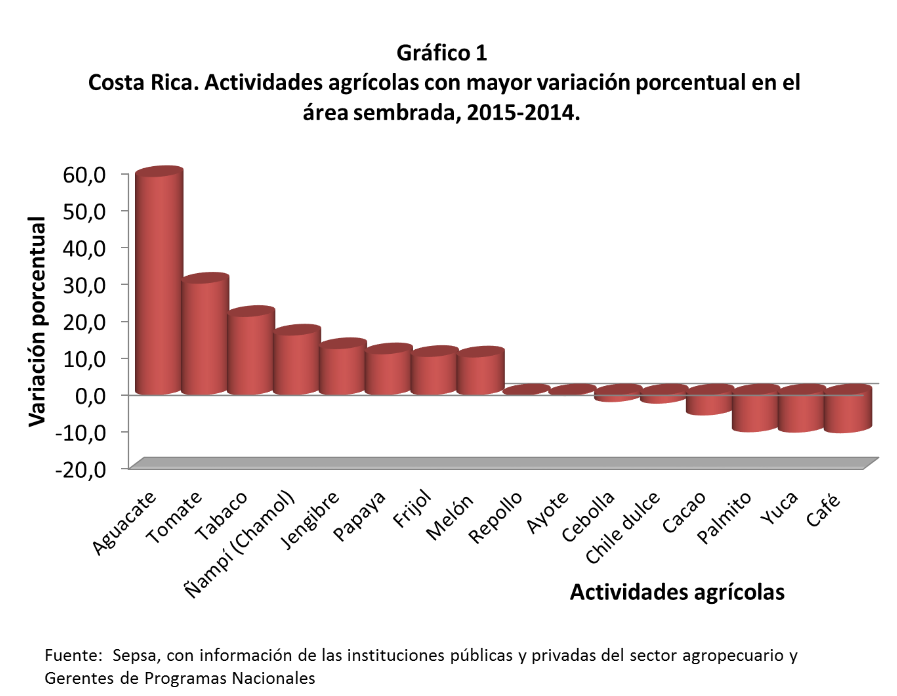 Gráfico 1
Costa Rica. Actividades agrícolas con mayor variación porcentual en el
área sembrada, 2015-2014.
Variación porcentual
60,0
50,0
40,0
30,0
20,0
10,0
0,0
-10,0
-20,0
Aguacate
Tomate
Tabaco
Ñampí (Chamol)
Jengibre
Papaya
Frijol
Melón
Repollo
Ayote
Cebolla
Chile dulce
Cacao
Palmito
Yuca
Café
Actividades agrícolas
Fuente: Sepsa, con información de las instituciones públicas y privadas del sector agropecuario y
Gerentes de Programas Nacionales